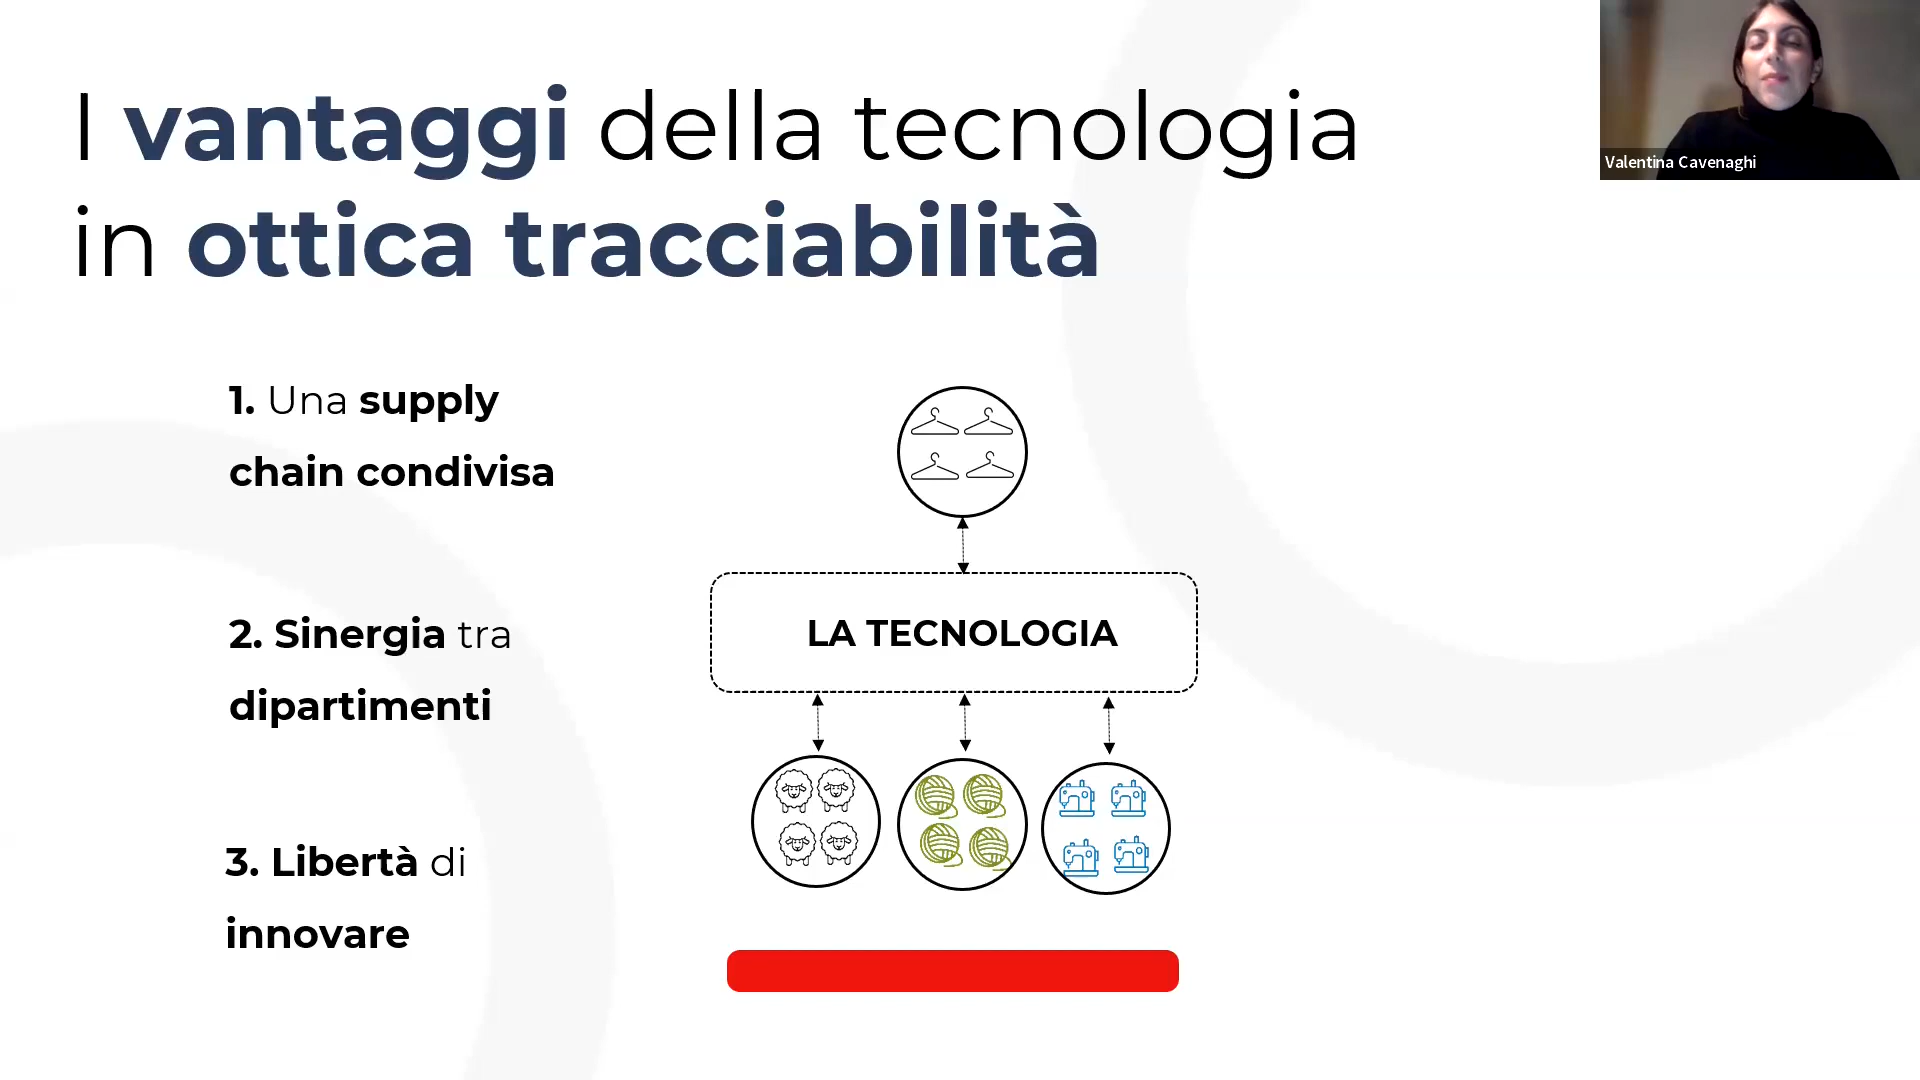 I vantaggi della tecnologia
in ottica tracciabilità
Valentina Cavenaghi
1. Una supply
chain condivisa
2. Sinergia tra
dipartimenti
3. Libertà di
innovare
LA TECNOLOGIA